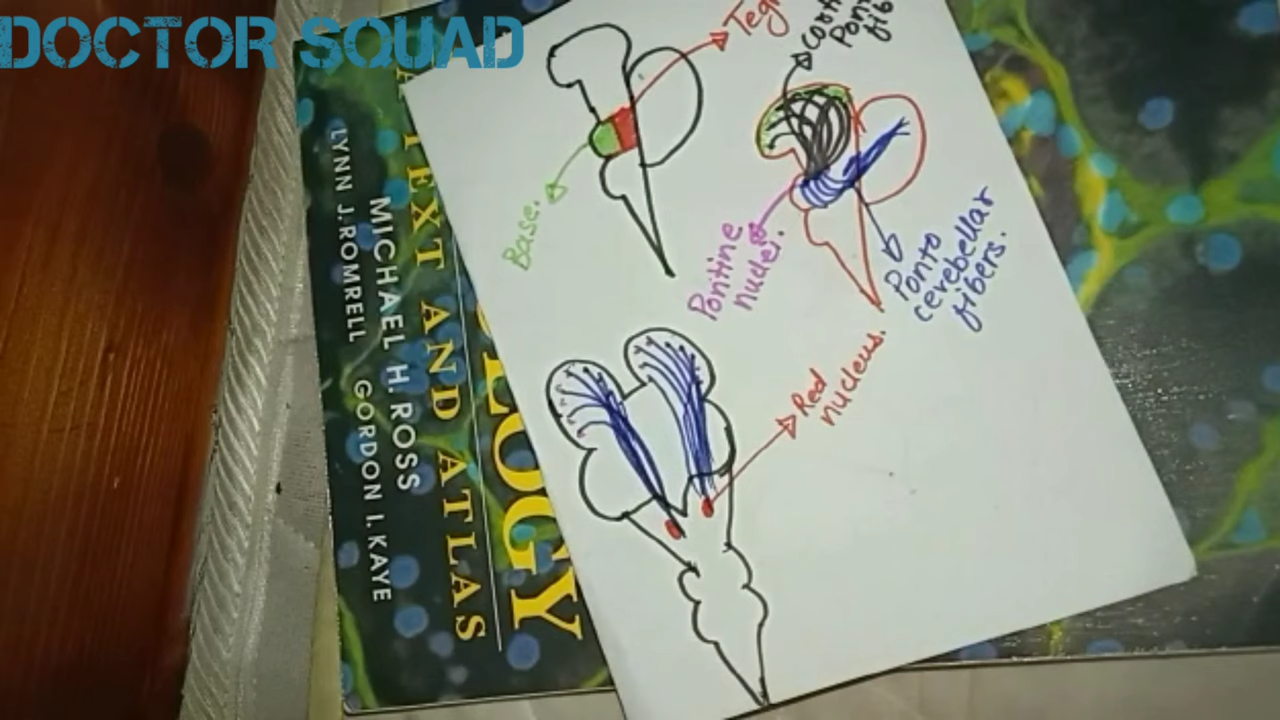 DOCTOR SQUAD
Base.
Pontine
nuclei.
Ponto
cerebellar
fibers.
Red
nucleus.
TEXT AND ATLAS
MICHAEL H. ROSS
LYNN J. ROMRELL GORDON I. KAYE